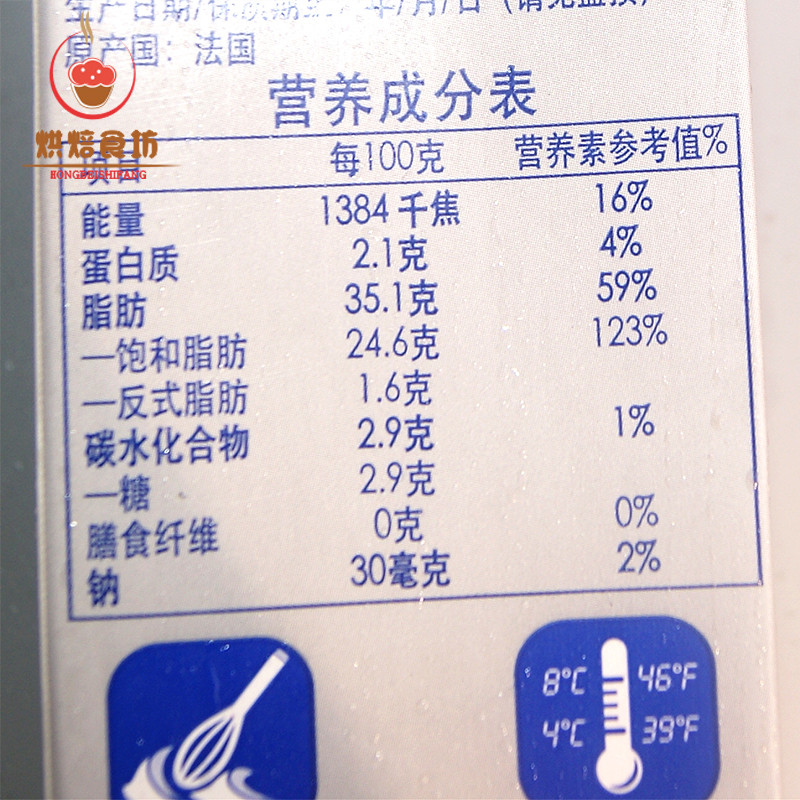 原产国：法国
烘焙食坊
HONGBEISHIFANG
营养成分表
项目 每100克 营养素参考值%
能量 1384千焦 16%
蛋白质 2.1克 4%
脂肪 35.1克 59%
—饱和脂肪 24.6克 123%
—反式脂肪 1.6克
碳水化合物 2.9克 1%
—糖 2.9克
膳食纤维 0克 0%
钠 30毫克 2%
8°C 46°F
4°C 39°F